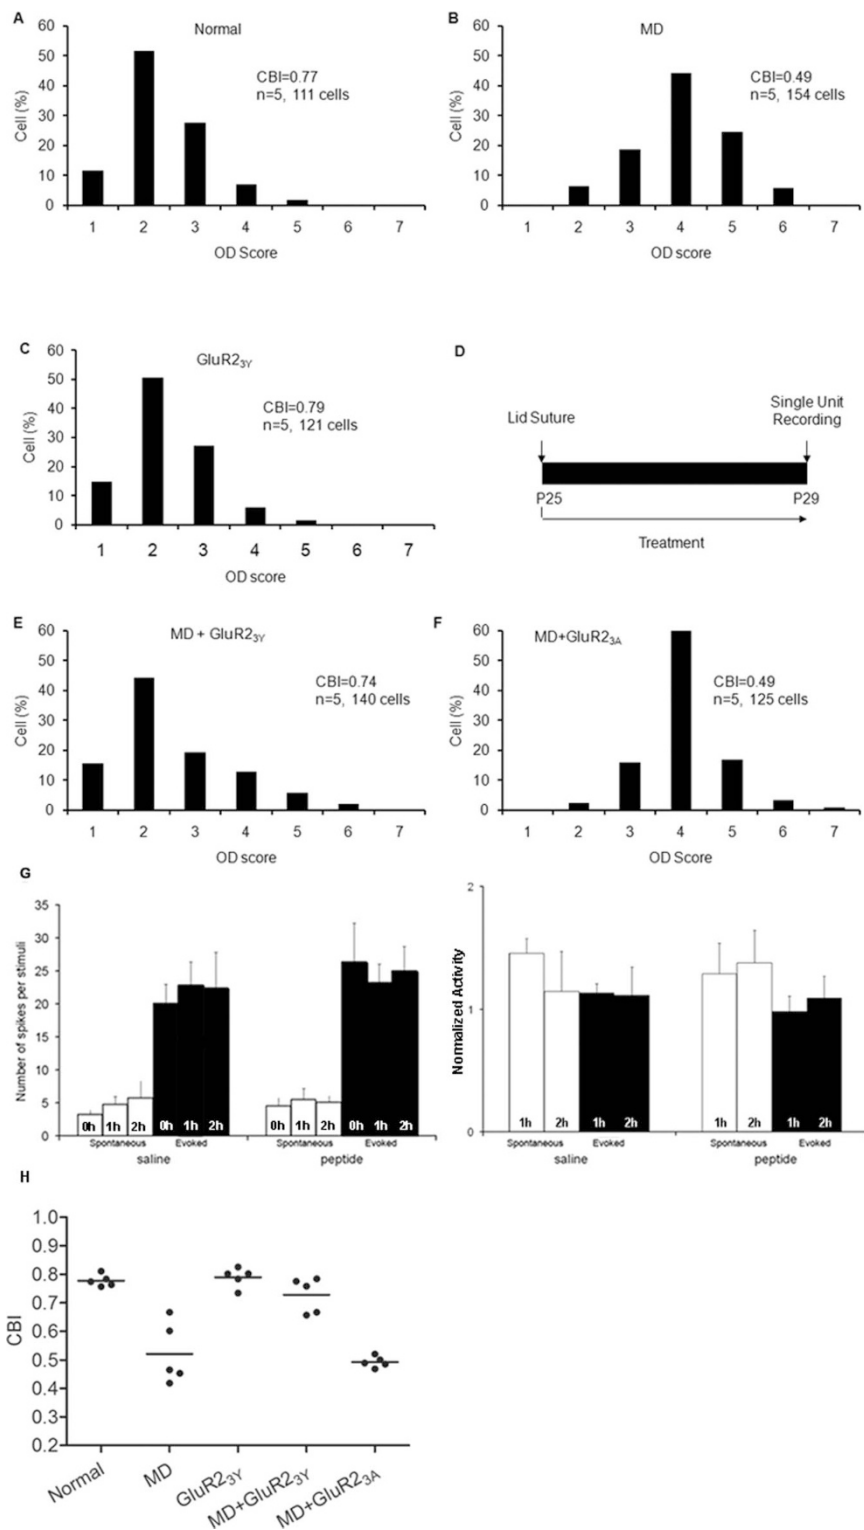 A
Normal
CBI=0.77
n=5, 111 cells
Cell (%)
60
50
40
30
20
10
0
1 2 3 4 5 6 7
OD Score
B
MD
CBI=0.49
n=5, 154 cells
Cell (%)
60
50
40
30
20
10
0
1 2 3 4 5 6 7
OD score
C
GluR23Y
CBI=0.79
n=5, 121 cells
Cell (%)
60
50
40
30
20
10
0
1 2 3 4 5 6 7
OD score
D
Lid Suture
Single Unit
Recording
P25 P29
Treatment
E
MD + GluR23Y
CBI=0.74
n=5, 140 cells
Cell (%)
60
50
40
30
20
10
0
1 2 3 4 5 6 7
OD score
F
MD+GluR23A
CBI=0.49
n=5, 125 cells
Cell (%)
60
50
40
30
20
10
0
1 2 3 4 5 6 7
OD Score
G
Number of spikes per stimuli
35
30
25
20
15
10
5
0
0h 1h 2h 0h 1h 2h 0h 1h 2h 0h 1h 2h
Spontaneous Evoked Spontaneous Evoked
saline peptide
Normalized Activity
2
1
0
1h 2h 1h 2h 1h 2h 1h 2h
Spontaneous Evoked Spontaneous Evoked
saline peptide
H
CBI
1.0
0.9
0.8
0.7
0.6
0.5
0.4
0.3
0.2
Normal
MD
GluR23Y
MD+GluR23Y
MD+GluR23A